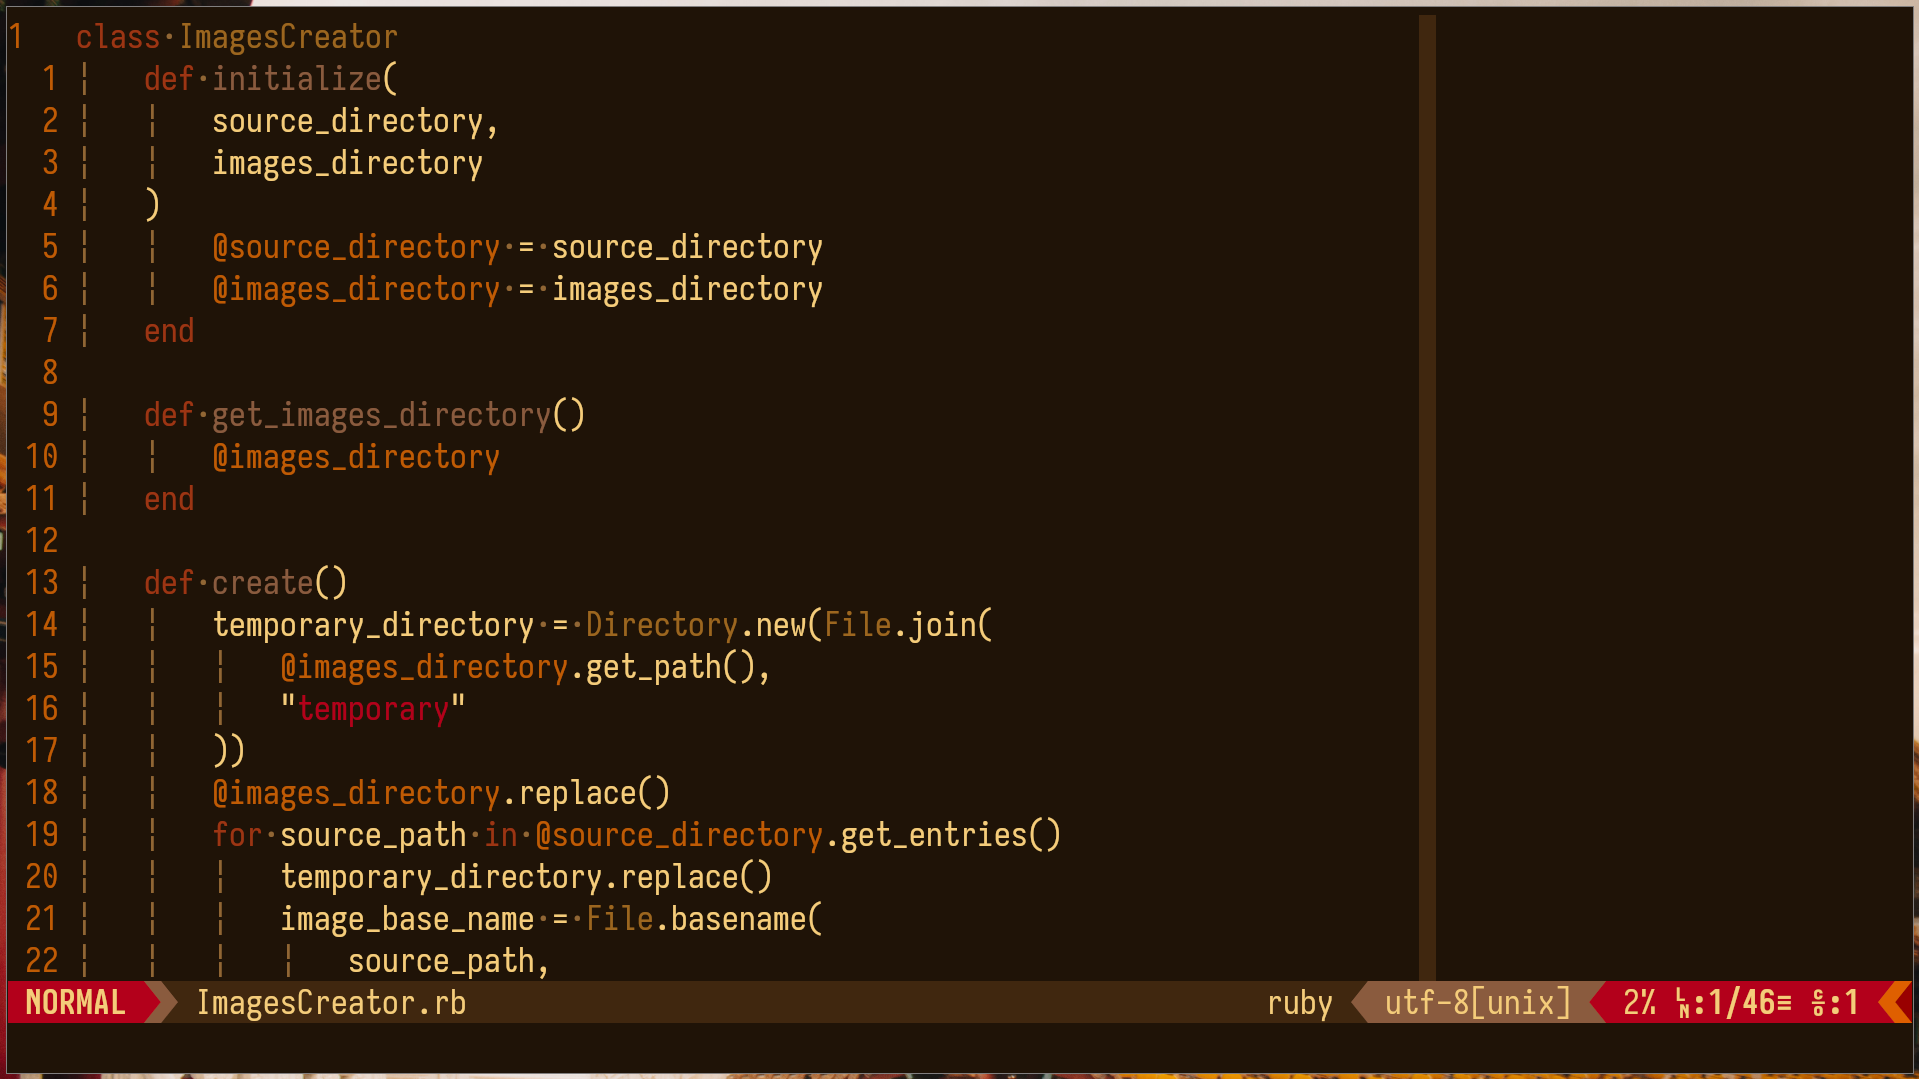 1   class·ImagesCreator
  1 ¦   def·initialize(
  2 ¦   ¦   source_directory,
  3 ¦   ¦   images_directory
  4 ¦   )
  5 ¦   ¦   @source_directory·=·source_directory
  6 ¦   ¦   @images_directory·=·images_directory
  7 ¦   end
  8
  9 ¦   def·get_images_directory()
 10 ¦   ¦   @images_directory
 11 ¦   end
 12
 13 ¦   def·create()
 14 ¦   ¦   temporary_directory·=·Directory.new(File.join(
 15 ¦   ¦   ¦   @images_directory.get_path(),
 16 ¦   ¦   ¦   "temporary"
 17 ¦   ¦   ))
 18 ¦   ¦   @images_directory.replace()
 19 ¦   ¦   for·source_path·in·@source_directory.get_entries()
 20 ¦   ¦   ¦   temporary_directory.replace()
 21 ¦   ¦   ¦   image_base_name·=·File.basename(
 22 ¦   ¦   ¦   ¦   source_path,
NORMAL ImagesCreator.rb ruby utf-8[unix] 2% LN:1/46≡ co:1